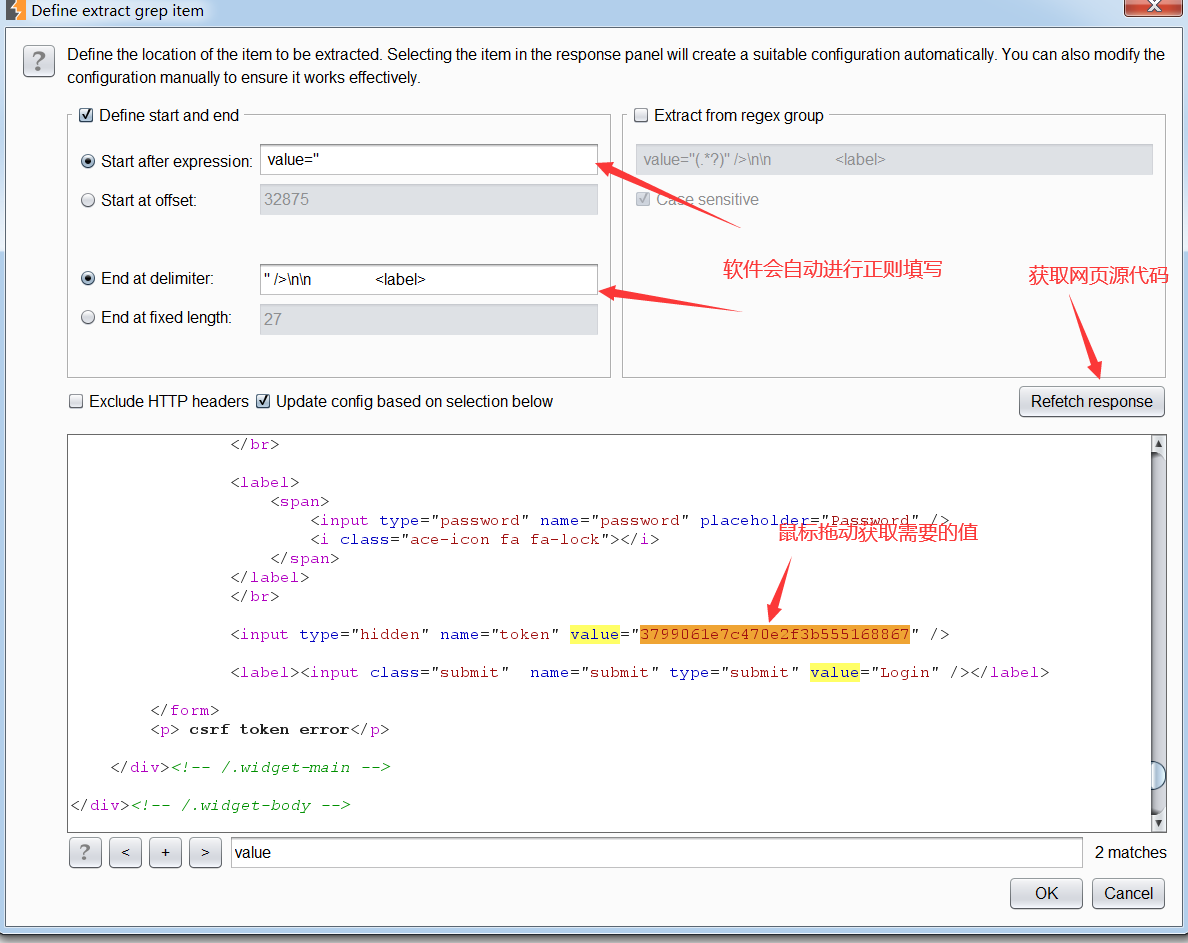 Define extract grep item
Define the location of the item to be extracted. Selecting the item in the response panel will create a suitable configuration automatically. You can also modify the
configuration manually to ensure it works effectively.
Define start and end
Start after expression:
value="
Start at offset:
32875
End at delimiter:
" />\n\n               <label>
End at fixed length:
27
Extract from regex group
value="(.*?)" />\n\n               <label>
Case sensitive
软件会自动进行正则填写
获取网页源代码
Exclude HTTP headers
Update config based on selection below
Refetch response
</br>
<label>
<span>
<input type="password" name="password" placeholder="Password" />
<i class="ace-icon fa fa-lock"></i>
鼠标拖动获取需要的值
</span>
</label>
</br>
<input type="hidden" name="token" value="3799061e7c470e2f3b555168867" />
<label><input class="submit"  name="submit" type="submit" value="Login" /></label>
</form>
<p> csrf token error</p>
</div><!-- /.widget-main -->
</div><!-- /.widget-body -->
? < + >
value
2 matches
OK
Cancel